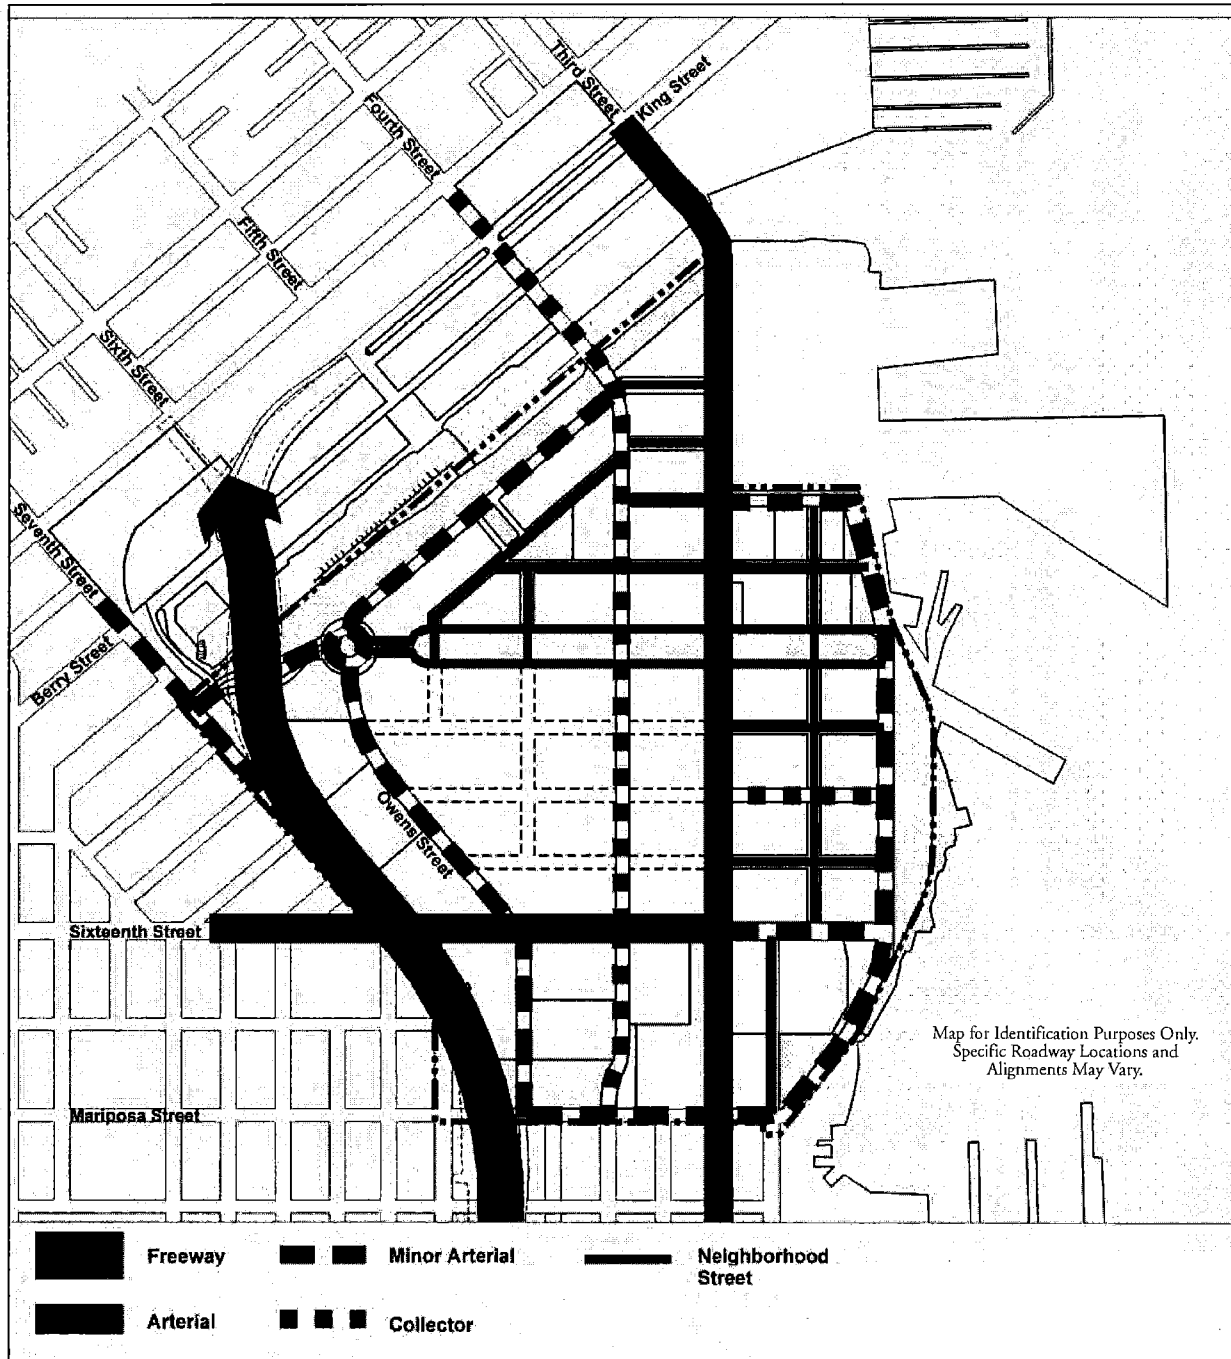 Third Street
King Street
Fourth Street
Fifth Street
Sixth Street
Seventh Street
Berry Street
Owens Street
Sixteenth Street
Map for Identification Purposes Only.
Specific Roadway Locations and
Alignments May Vary.
Mariposa Street
Freeway
Minor Arterial
Neighborhood
Street
Arterial
Collector